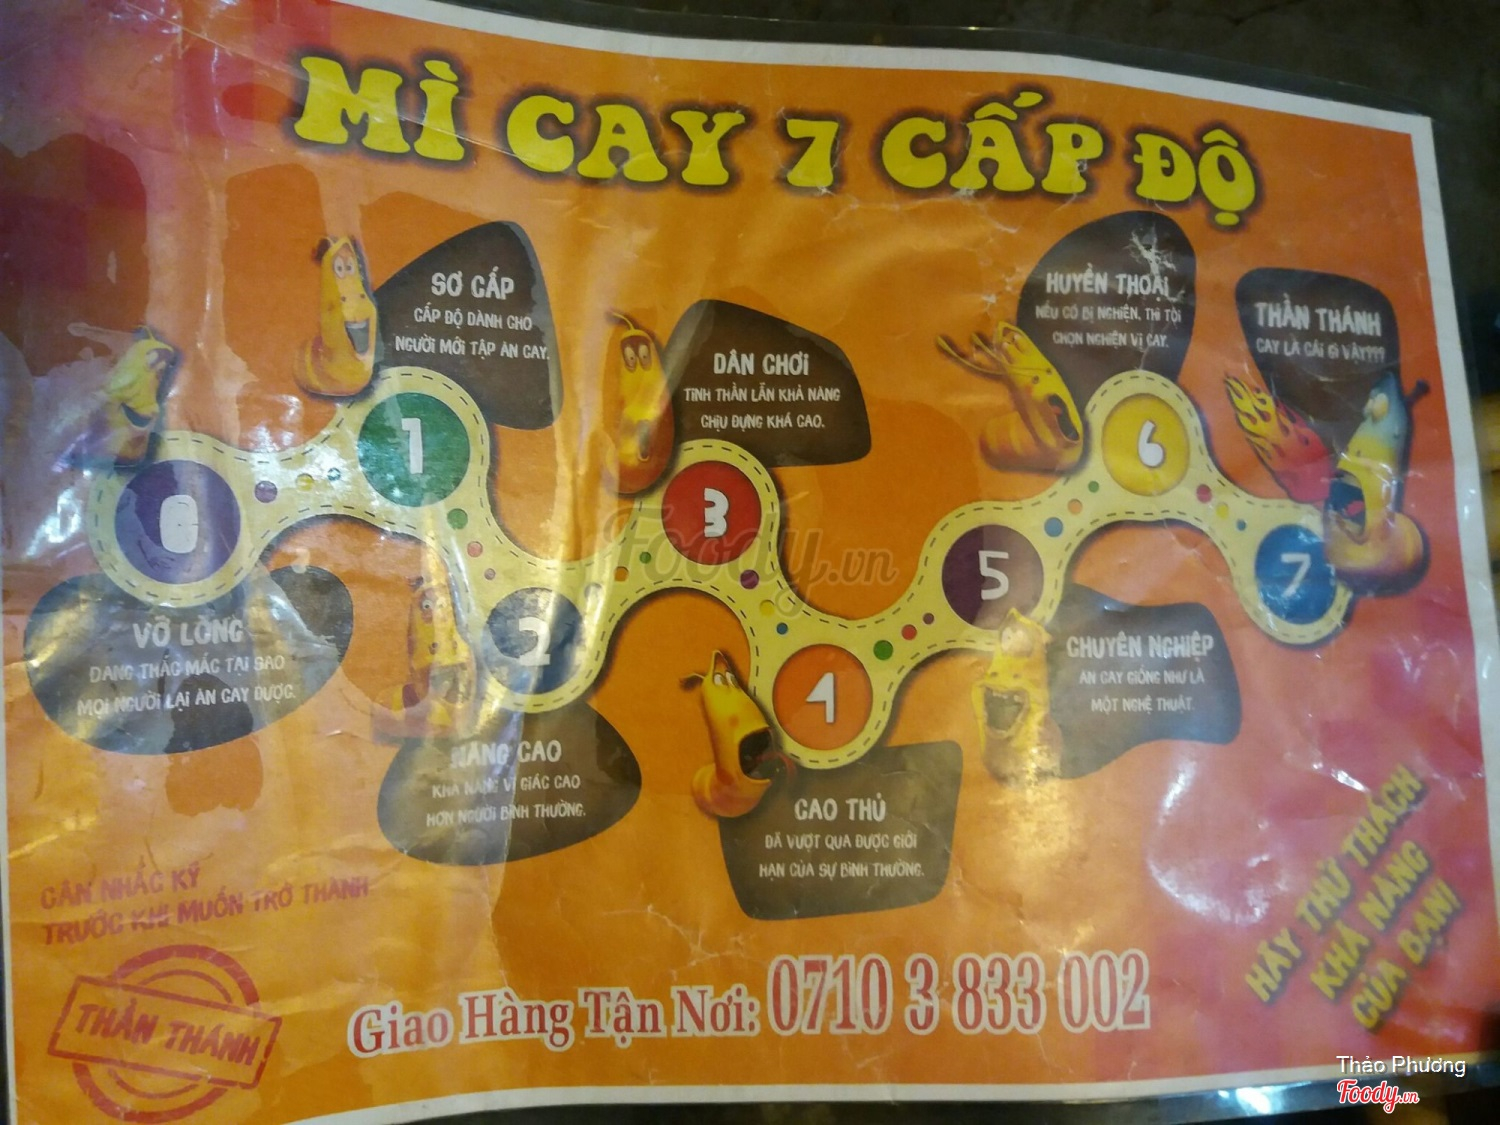 MÌ CAY 7 CẤP ĐỘ
0
VỠ LÒNG
ĐANG THẮC MẮC TẠI SAO
MỌI NGƯỜI LẠI ĂN CAY ĐƯỢC.
1
SƠ CẤP
CẤP ĐỘ DÀNH CHO
NGƯỜI MỚI TẬP ĂN CAY.
2
NÂNG CAO
KHẢ NĂNG VỊ GIÁC CAO
HƠN NGƯỜI BÌNH THƯỜNG.
3
DÂN CHƠI
TINH THẦN LẪN KHẢ NĂNG
CHỊU ĐỰNG KHÁ CAO.
4
CAO THỦ
ĐÃ VƯỢT QUA ĐƯỢC GIỚI
HẠN CỦA SỰ BÌNH THƯỜNG.
5
CHUYÊN NGHIỆP
ĂN CAY GIỐNG NHƯ LÀ
MỘT NGHỆ THUẬT.
6
HUYỀN THOẠI
NẾU CÓ BỊ NGHIỆN, THÌ TÔI
CHỌN NGHIỆN VỊ CAY.
7
THẦN THÁNH
CAY LÀ CÁI GÌ VẬY???
CÂN NHẮC KỸ
TRƯỚC KHI MUỐN TRỞ THÀNH
THẦN THÁNH
Giao Hàng Tận Nơi: 0710 3 833 002
HÃY THỬ THÁCH
KHẢ NĂNG
CỦA BẠN!
Foody.vn
Thảo Phương
Foody.vn